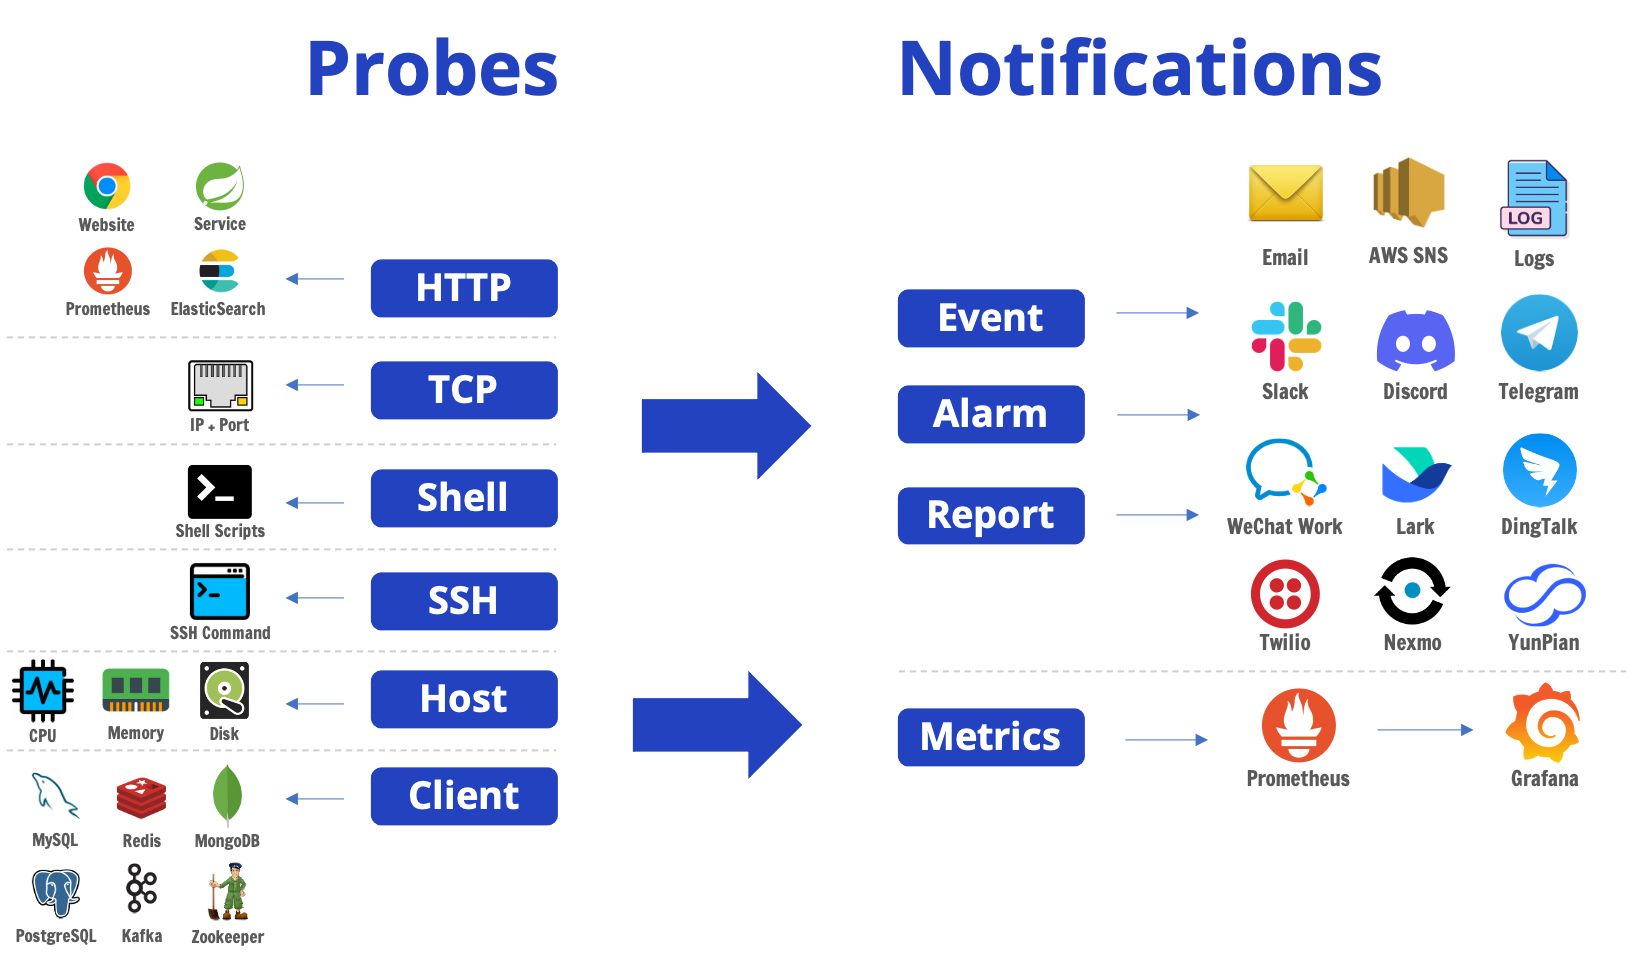 Probes
Notifications
Website
Service
Prometheus
ElasticSearch
HTTP
IP + Port
TCP
Shell Scripts
Shell
SSH Command
SSH
CPU
Memory
Disk
Host
MySQL
Redis
MongoDB
Client
PostgreSQL
Kafka
Zookeeper
Event
Alarm
Report
Email
AWS SNS
LOG
Logs
Slack
Discord
Telegram
WeChat Work
Lark
DingTalk
Twilio
Nexmo
YunPian
Metrics
Prometheus
Grafana